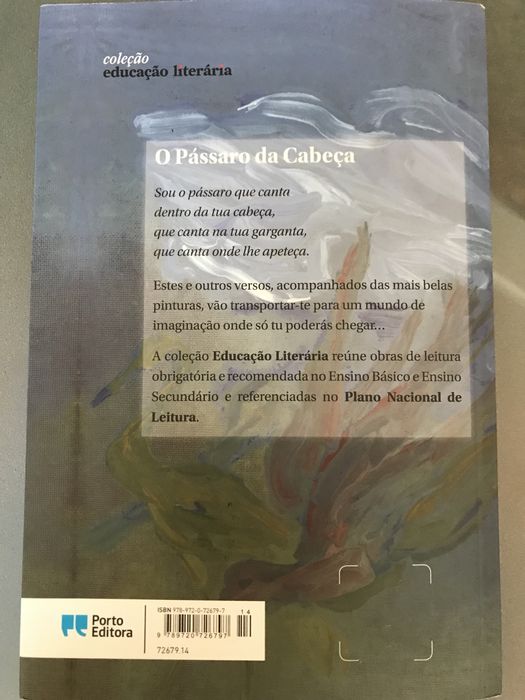 coleção
educação literária
O Pássaro da Cabeça
Sou o pássaro que canta
dentro da tua cabeça,
que canta na tua garganta,
que canta onde lhe apeteça.
Estes e outros versos, acompanhados das mais belas
pinturas, vão transportar-te para um mundo de
imaginação onde só tu poderás chegar...
A coleção Educação Literária reúne obras de leitura
obrigatória e recomendada no Ensino Básico e Ensino
Secundário e referenciadas no Plano Nacional de
Leitura.
Porto
Editora
ISBN 978-972-0-72679-7
1 4
9 789720 726797
72679.14